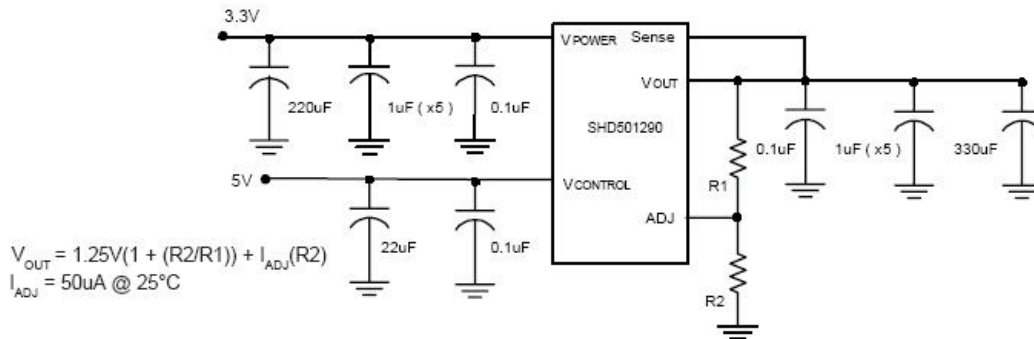 3.3V
VPOWER Sense
VOUT
220uF 1uF ( x5 ) 0.1uF
SHD501290
0.1uF 1uF ( x5 ) 330uF
5V
VCONTROL
R1
ADJ
22uF 0.1uF
VOUT = 1.25V(1 + (R2/R1)) + IADJ(R2)
IADJ = 50uA @ 25°C
R2